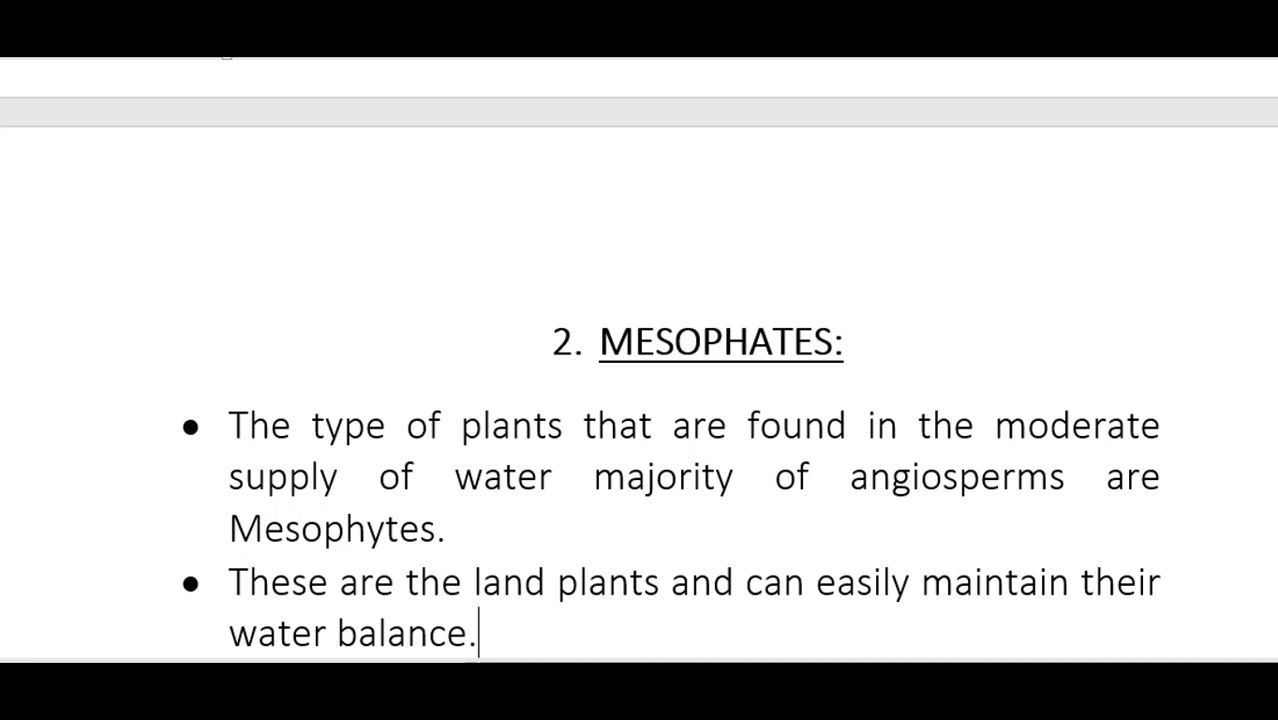 2. MESOPHATES:
• The type of plants that are found in the moderate
supply of water majority of angiosperms are
Mesophytes.
• These are the land plants and can easily maintain their
water balance.